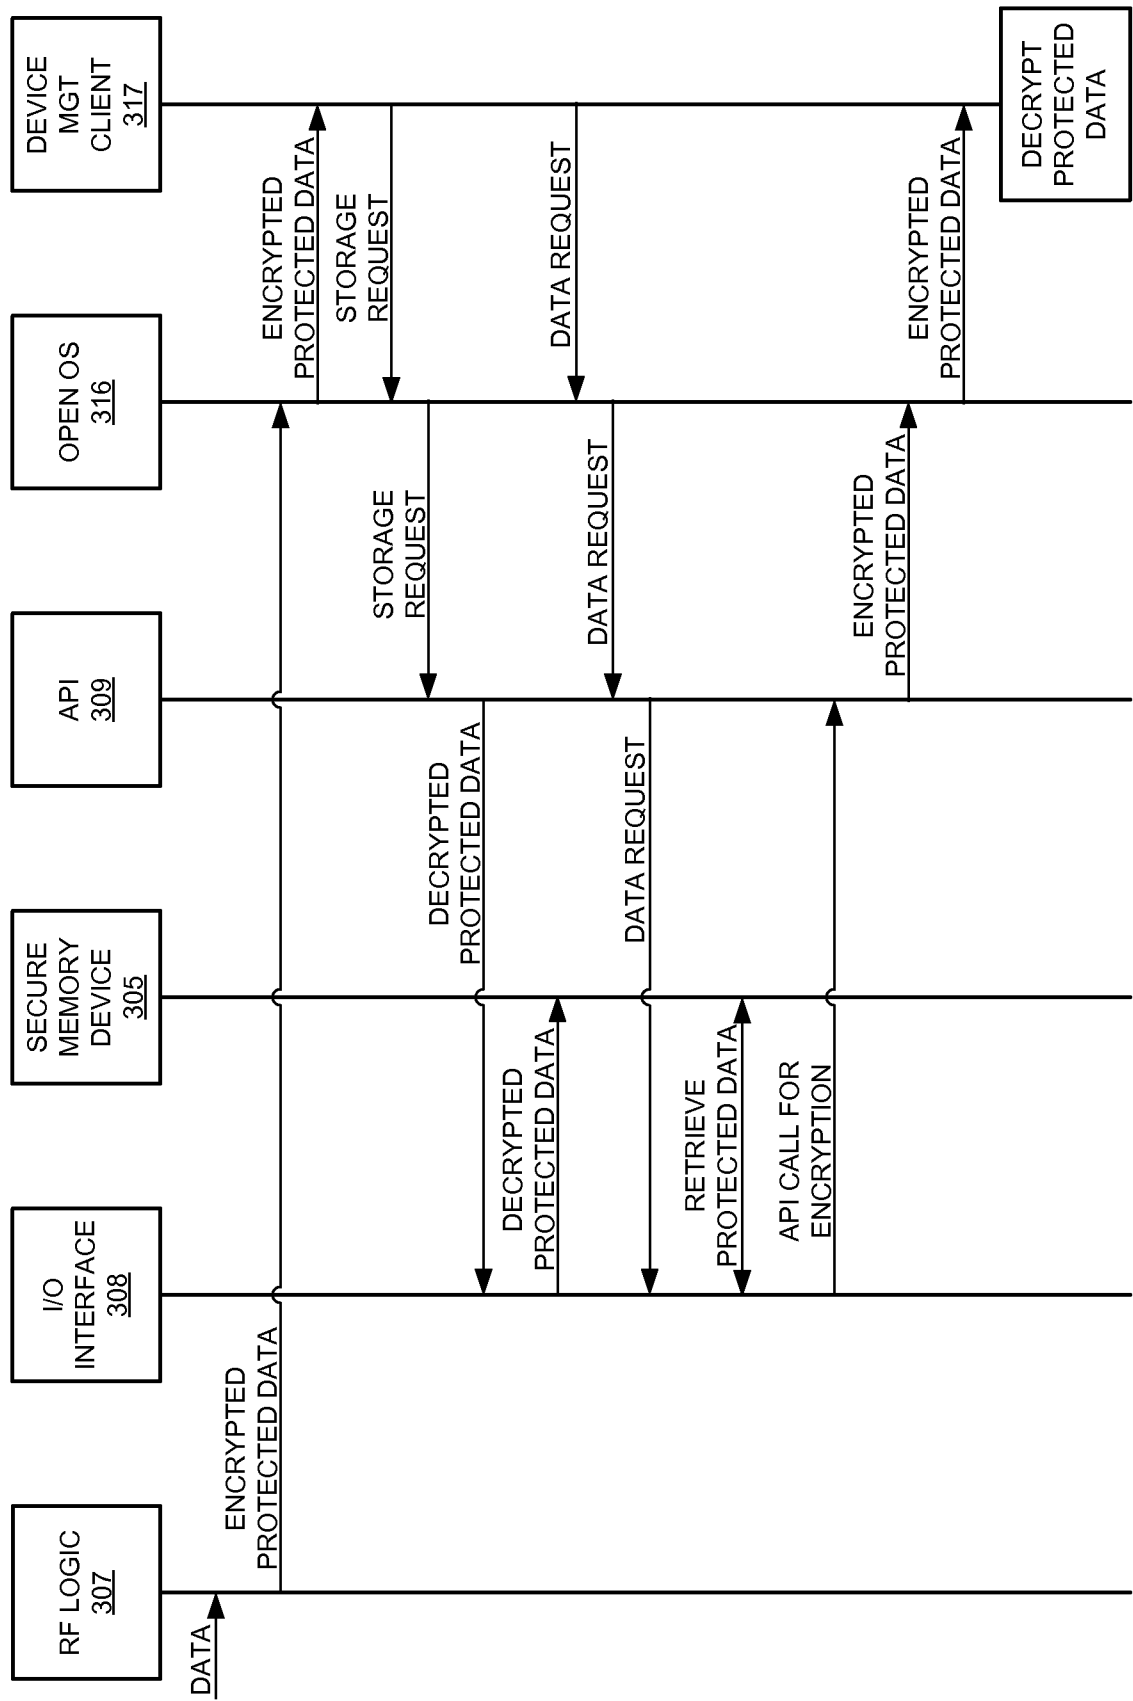 RF LOGIC
307
I/O
INTERFACE
308
SECURE
MEMORY
DEVICE
305
API
309
OPEN OS
316
DEVICE
MGT
CLIENT
317
DATA
ENCRYPTED
PROTECTED DATA
ENCRYPTED
PROTECTED DATA
STORAGE
REQUEST
STORAGE
REQUEST
DECRYPTED
PROTECTED DATA
DECRYPTED
PROTECTED DATA
DATA REQUEST
DATA REQUEST
DATA REQUEST
RETRIEVE
PROTECTED DATA
API CALL FOR
ENCRYPTION
ENCRYPTED
PROTECTED DATA
ENCRYPTED
PROTECTED DATA
DECRYPT
PROTECTED
DATA